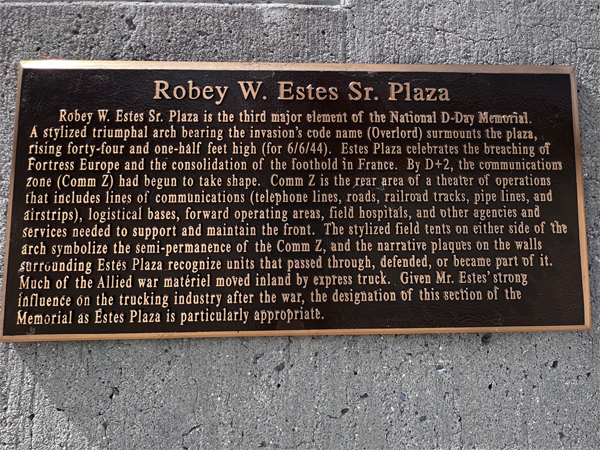 Robey W. Estes Sr. Plaza
Robey W. Estes Sr. Plaza is the third major element of the National D-Day Memorial.
A stylized triumphal arch bearing the invasion's code name (Overlord) surmounts the plaza,
rising forty-four and one-half feet high (for 6/6/44). Estes Plaza celebrates the breaching of
Fortress Europe and the consolidation of the foothold in France. By D+2, the communications
zone (Comm Z) had begun to take shape. Comm Z is the rear area of a theater of operations
that includes lines of communications (telephone lines, roads, railroad tracks, pipe lines, and
airstrips), logistical bases, forward operating areas, field hospitals, and other agencies and
services needed to support and maintain the front. The stylized field tents on either side of the
arch symbolize the semi-permanence of the Comm Z, and the narrative plaques on the walls
surrounding Estes Plaza recognize units that passed through, defended, or became part of it.
Much of the Allied war matériel moved inland by express truck. Given Mr. Estes' strong
influence on the trucking industry after the war, the designation of this section of the
Memorial as Estes Plaza is particularly appropriate.